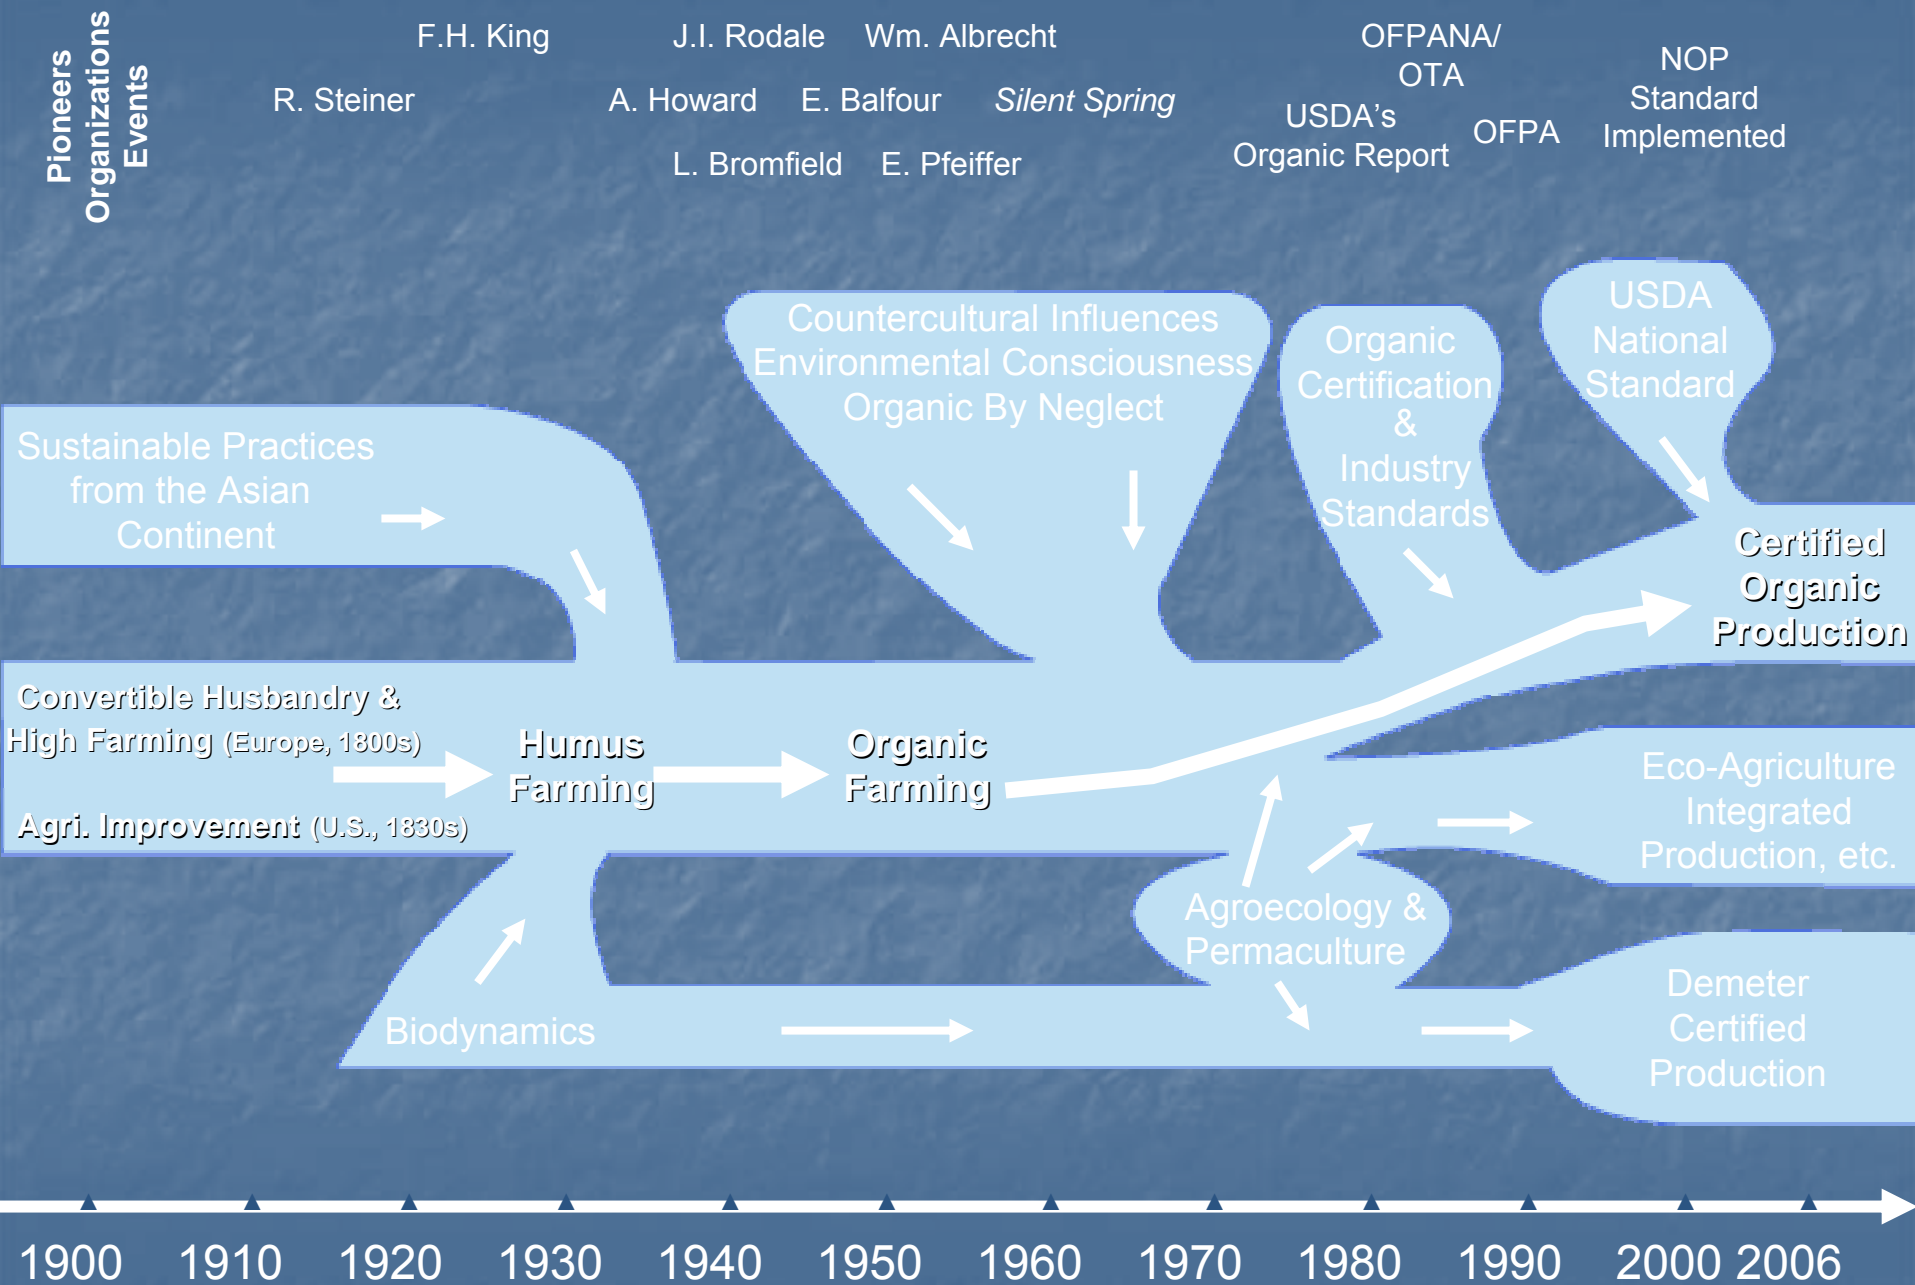 Pioneers
Organizations
Events
F.H. King
J.I. Rodale
Wm. Albrecht
OFPANA/
OTA
NOP
Standard
Implemented
R. Steiner
A. Howard
E. Balfour
Silent Spring
USDA's
Organic Report
OFPA
L. Bromfield
E. Pfeiffer
Countercultural Influences
Environmental Consciousness
Organic By Neglect
Organic
Certification
&
Industry
Standards
USDA
National
Standard
Sustainable Practices
from the Asian
Continent
Certified
Organic
Production
Convertible Husbandry &
High Farming (Europe, 1800s)
Agri. Improvement (U.S., 1830s)
Humus
Farming
Organic
Farming
Eco-Agriculture
Integrated
Production, etc.
Agroecology &
Permaculture
Biodynamics
Demeter
Certified
Production
1900 1910 1920 1930 1940 1950 1960 1970 1980 1990 2000 2006